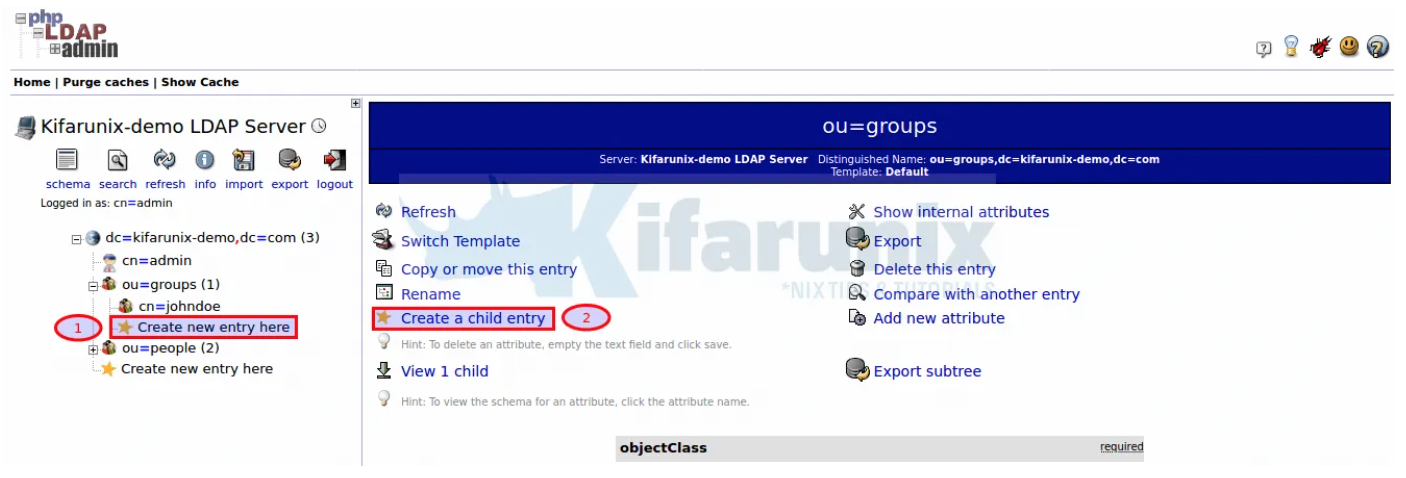 php
LDAP
admin
Home | Purge caches | Show Cache
Kifarunix-demo LDAP Server
schema search refresh info import export logout
Logged in as: cn=admin
dc=kifarunix-demo,dc=com (3)
cn=admin
ou=groups (1)
cn=johndoe
1 Create new entry here
ou=people (2)
Create new entry here
ou=groups
Server: Kifarunix-demo LDAP Server Distinguished Name: ou=groups,dc=kifarunix-demo,dc=com
Template: Default
Refresh
Show internal attributes
Switch Template
Export
Copy or move this entry
Delete this entry
Rename
Compare with another entry
Create a child entry 2
Add new attribute
Hint: To delete an attribute, empty the text field and click save.
View 1 child
Export subtree
Hint: To view the schema for an attribute, click the attribute name.
objectClass required
Kifarunix
*NIX TIPS & TUTORIALS